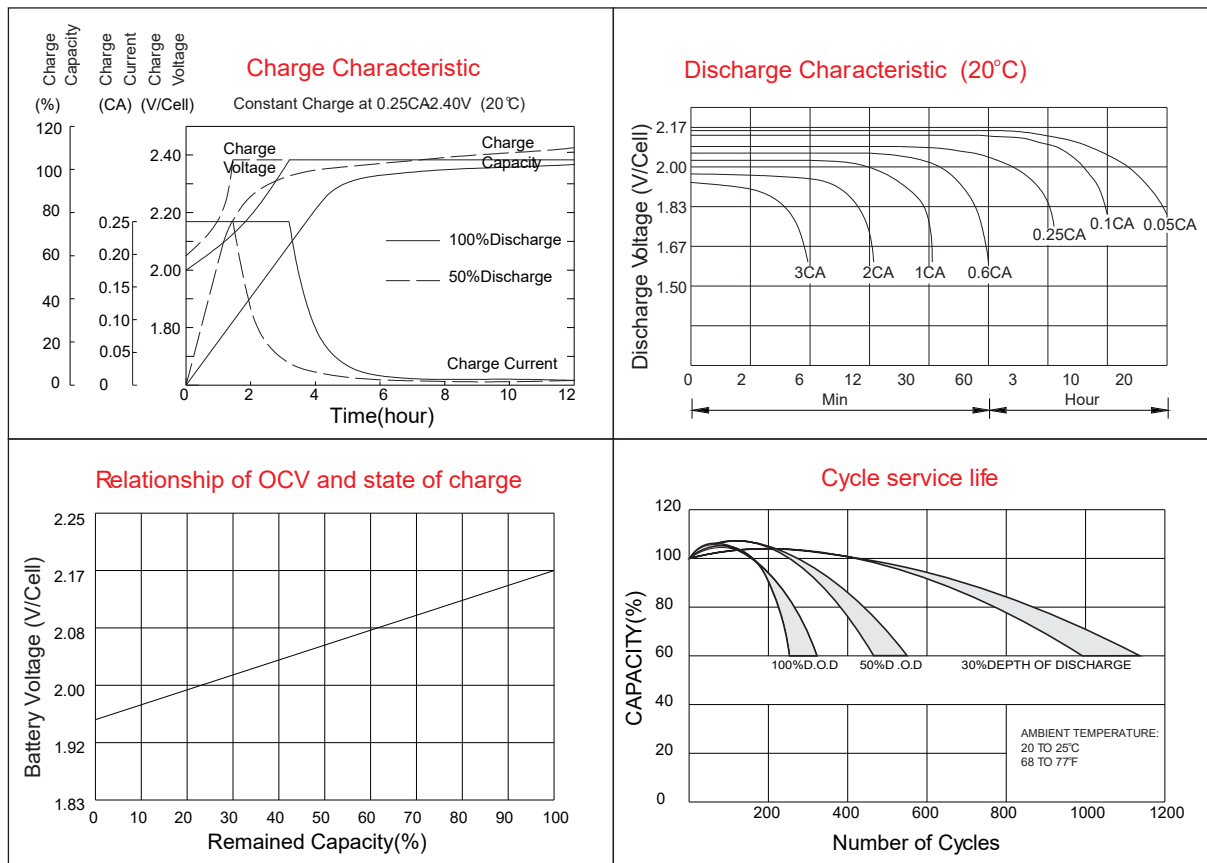 Charge Capacity
Charge Current
Charge Voltage
(%)
(CA)
(V/Cell)
Charge Characteristic
Constant Charge at 0.25CA2.40V (20℃)
120
100
80
60
40
20
0
0.25
0.20
0.15
0.10
0.05
0
2.40
2.20
2.00
1.80
Charge Voltage
Charge Capacity
100%Discharge
50%Discharge
Charge Current
0 2 4 6 8 10 12
Time(hour)
Discharge Characteristic (20°C)
Discharge Voltage (V/Cell)
2.17
2.00
1.83
1.67
1.50
3CA 2CA 1CA 0.6CA 0.25CA 0.1CA 0.05CA
0 2 6 12 30 60 3 10 20
Min Hour
Relationship of OCV and state of charge
Battery Voltage (V/Cell)
2.25
2.17
2.08
2.00
1.92
1.83
0 10 20 30 40 50 60 70 80 90 100
Remained Capacity(%)
Cycle service life
CAPACITY(%)
120
100
80
60
40
20
0
100%D.O.D 50%D.O.D 30%DEPTH OF DISCHARGE
AMBIENT TEMPERATURE:
20 TO 25℃
68 TO 77°F
200 400 600 800 1000 1200
Number of Cycles